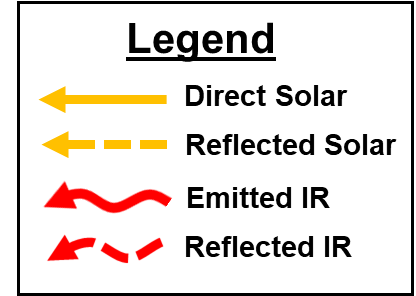 Legend
Direct Solar
Reflected Solar
Emitted IR
Reflected IR